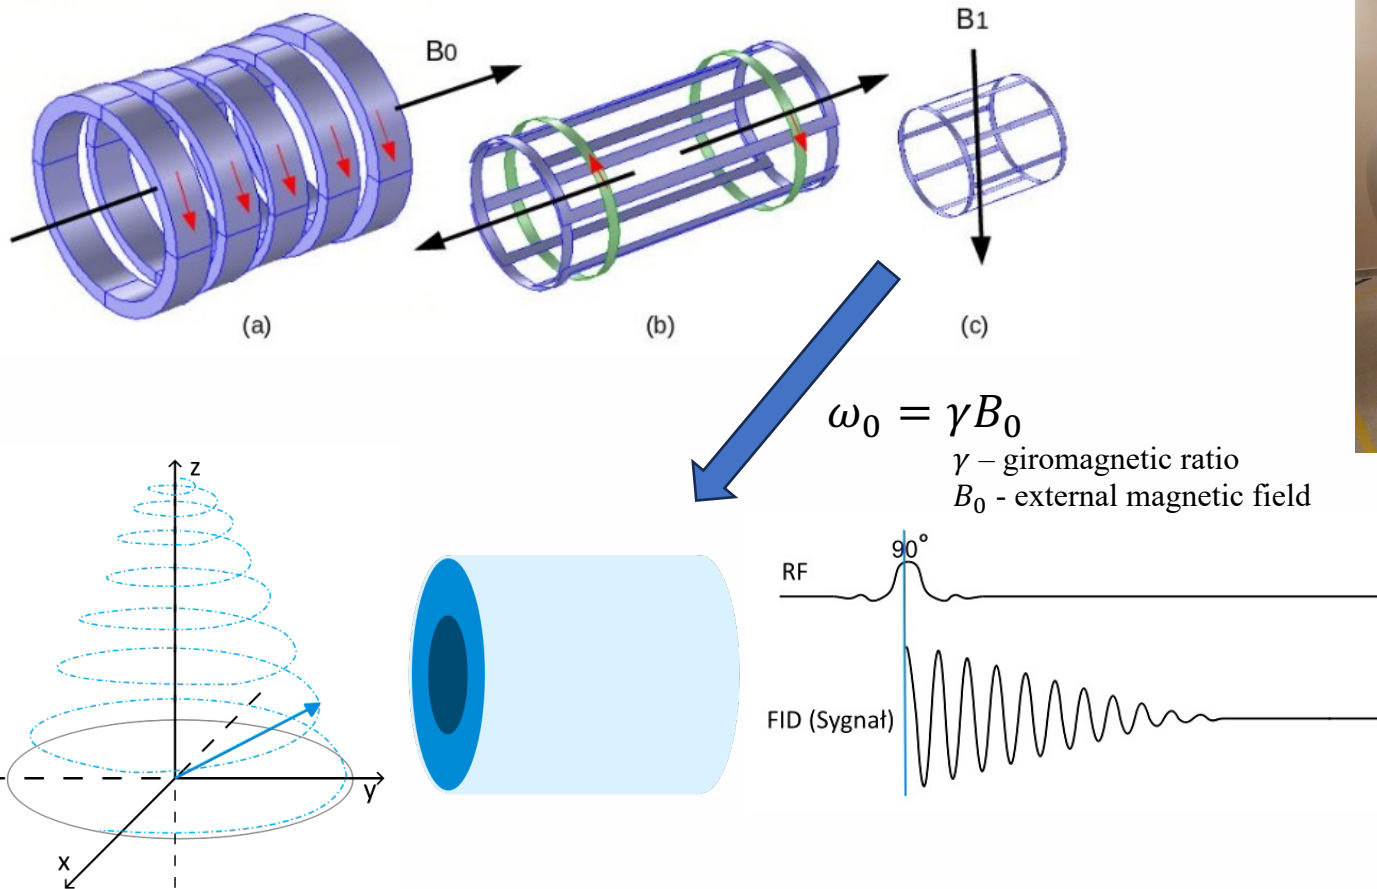 B0
B1
(a)
(b)
(c)
ω₀ = γB₀
γ – giromagnetic ratio
B₀ - external magnetic field
z
y
x
90°
RF
FID (Sygnał)